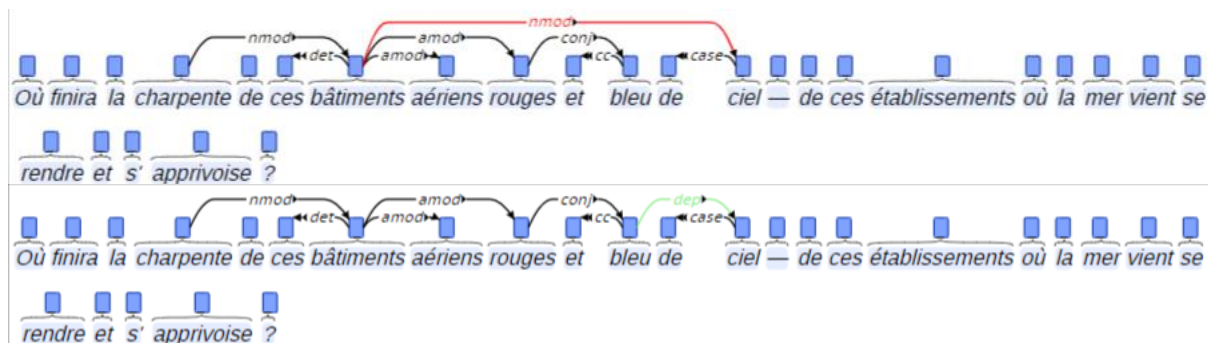 nmod
nmod amod conj
det amod cc case
Où finira la charpente de ces bâtiments aériens rouges et bleu de ciel — de ces établissements où la mer vient se
rendre et s' apprivoise ?
nmod amod conj dep
det amod cc case
Où finira la charpente de ces bâtiments aériens rouges et bleu de ciel — de ces établissements où la mer vient se
rendre et s' apprivoise ?